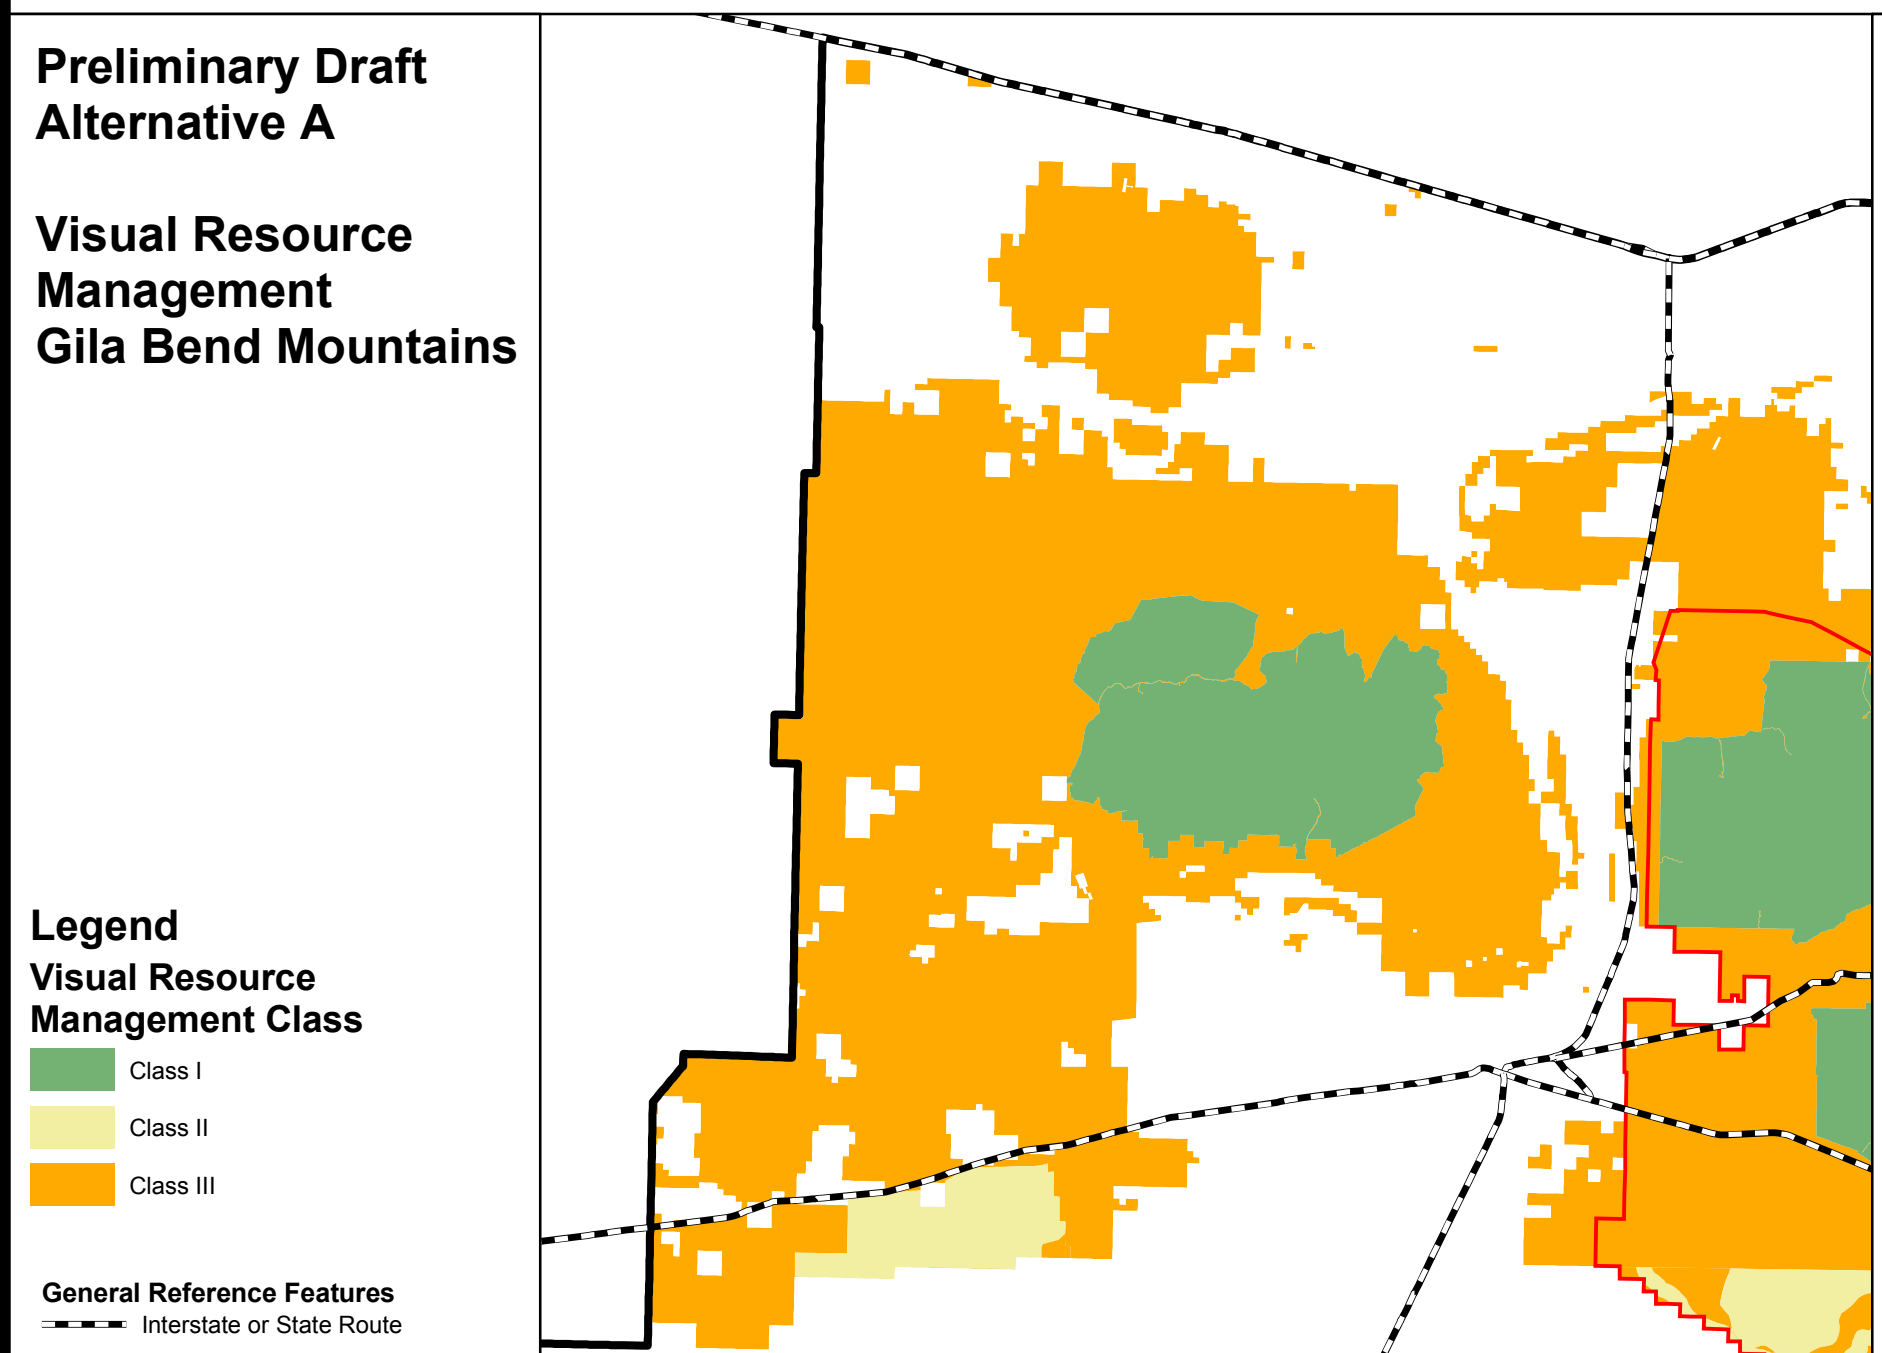 Preliminary Draft
Alternative A
Visual Resource
Management
Gila Bend Mountains
Legend
Visual Resource
Management Class
Class I
Class II
Class III
General Reference Features
Interstate or State Route